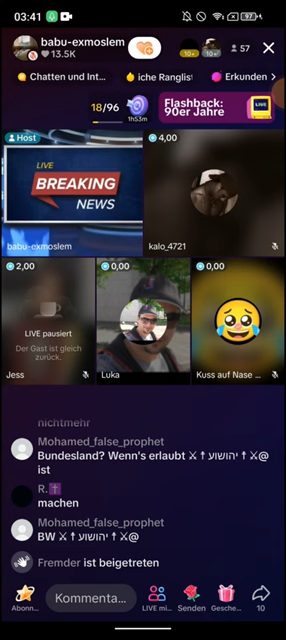 03:41
97
babu-exmoslem
13.5K
10+
10+
57
Chatten und Int...
iche Ranglist
Erkunden
18/96
1h53m
Flashback:
90er Jahre
LIVE
Host
4,00
LIVE
BREAKING
NEWS
babu-exmoslem
kalo_4721
2,00
0,00
0,00
LIVE pausiert
Der Gast ist gleich
zurück.
Jess
Luka
Kuss auf Nase ...
nichtmehr
Mohamed_false_prophet
Bundesland? Wenn's erlaubt ⚔ † יהושוע † ⚔@
ist
R. ✝
machen
Mohamed_false_prophet
BW ⚔ † יהושוע † ⚔@
Fremder ist beigetreten
Kommenta...
Abonn...
LIVE mi...
Senden
Gesche...
10